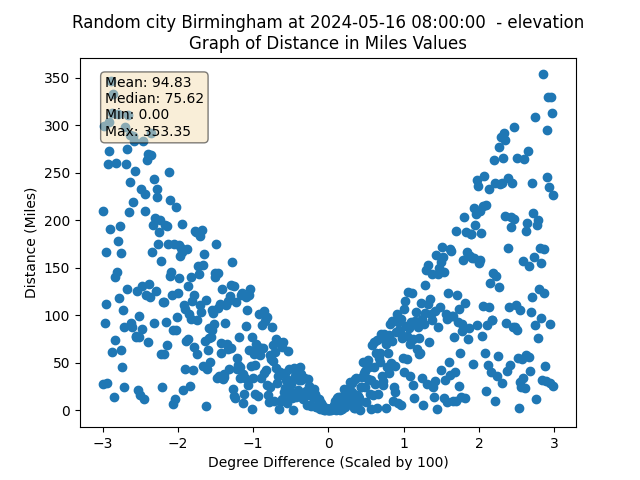 Random city Birmingham at 2024-05-16 08:00:00 - elevation
Graph of Distance in Miles Values
Mean: 94.83
Median: 75.62
Min: 0.00
Max: 353.35
Distance (Miles)
350
300
250
200
150
100
50
0
−3 −2 −1 0 1 2 3
Degree Difference (Scaled by 100)